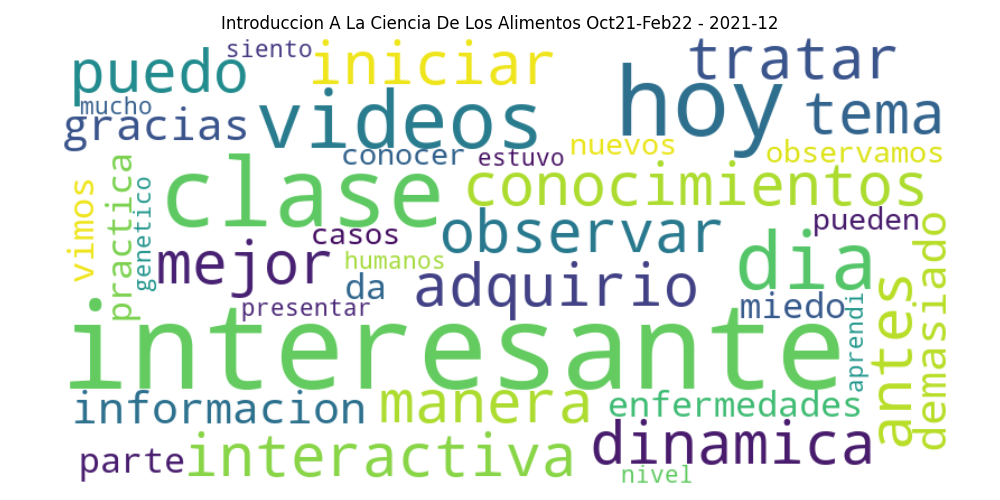 Introduccion A La Ciencia De Los Alimentos Oct21-Feb22 - 2021-12
siento
iniciar
tratar
puedo
hoy
mucho
videos
tema
gracias
conocer
estuvo
nuevos
observamos
clase
conocimientos
practica
vimos
genetico
observar
pueden
casos
mejor
humanos
dia
demasiado
adquirio
da
presentar
miedo
aprendi
antes
interesante
informacion
manera
enfermedades
dinamica
parte
interactiva
nivel